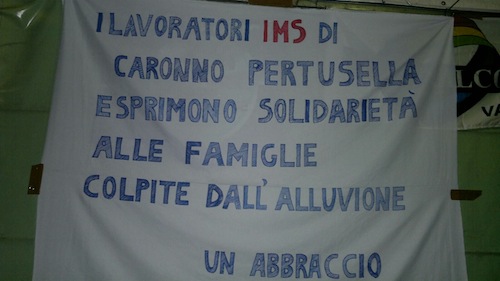 I LAVORATORI IMS DI
CARONNO PERTUSELLA
ESPRIMONO SOLIDARIETÀ
ALLE FAMIGLIE
COLPITE DALL'ALLUVIONE
UN ABBRACCIO